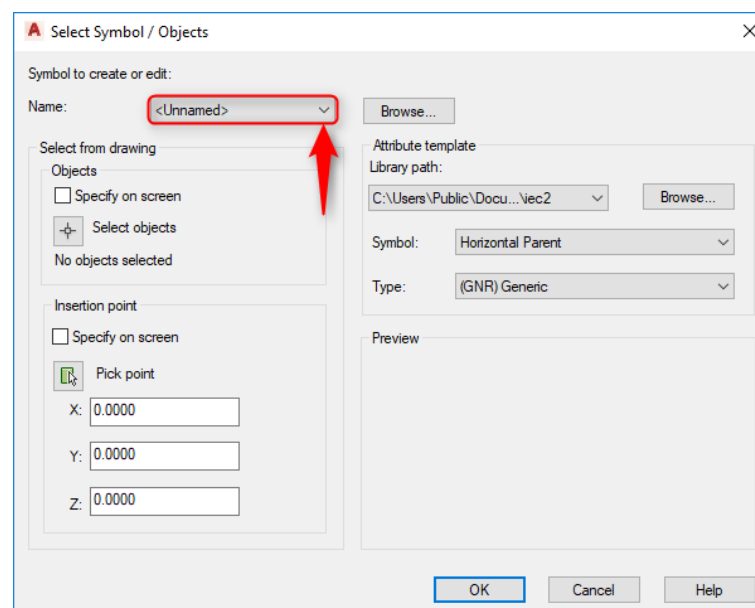 Select Symbol / Objects
Symbol to create or edit:
Name:
<Unnamed>
Browse...
Select from drawing
Objects
Specify on screen
Select objects
No objects selected
Insertion point
Specify on screen
Pick point
X: 0.0000
Y: 0.0000
Z: 0.0000
Attribute template
Library path:
C:\Users\Public\Docu...\iec2
Browse...
Symbol: Horizontal Parent
Type: (GNR) Generic
Preview
OK
Cancel
Help